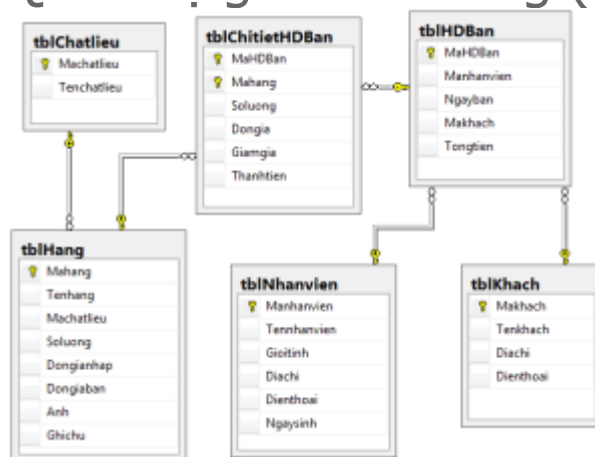 tblChatlieu
Machatlieu
Tenchatlieu
tblChitietHDBan
MaHDBan
Mahang
Soluong
Dongia
Giamgia
Thanhtien
tblHDBan
MaHDBan
Manhanvien
Ngayban
Makhach
Tongtien
tblHang
Mahang
Tenhang
Machatlieu
Soluong
Dongianhap
Dongiaban
Anh
Ghichu
tblNhanvien
Manhanvien
Tennhanvien
Gioitinh
Diachi
Dienthoai
Ngaysinh
tblKhach
Makhach
Tenkhach
Diachi
Dienthoai